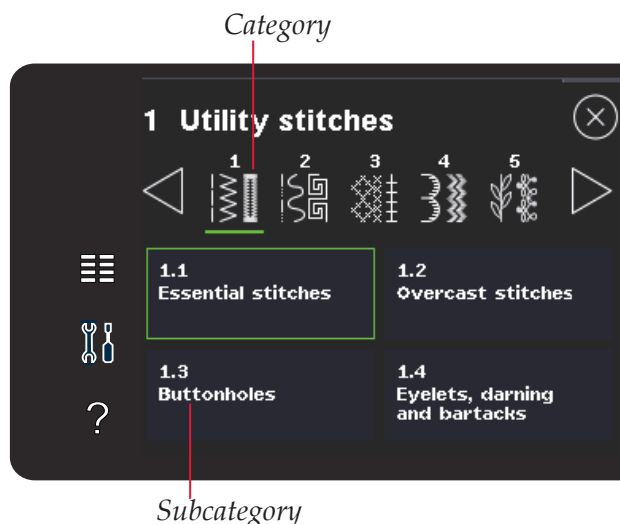 Category
1 Utility stitches
1 2 3 4 5
1.1
Essential stitches
1.2
Overcast stitches
1.3
Buttonholes
1.4
Eyelets, darning
and bartacks
?
Subcategory